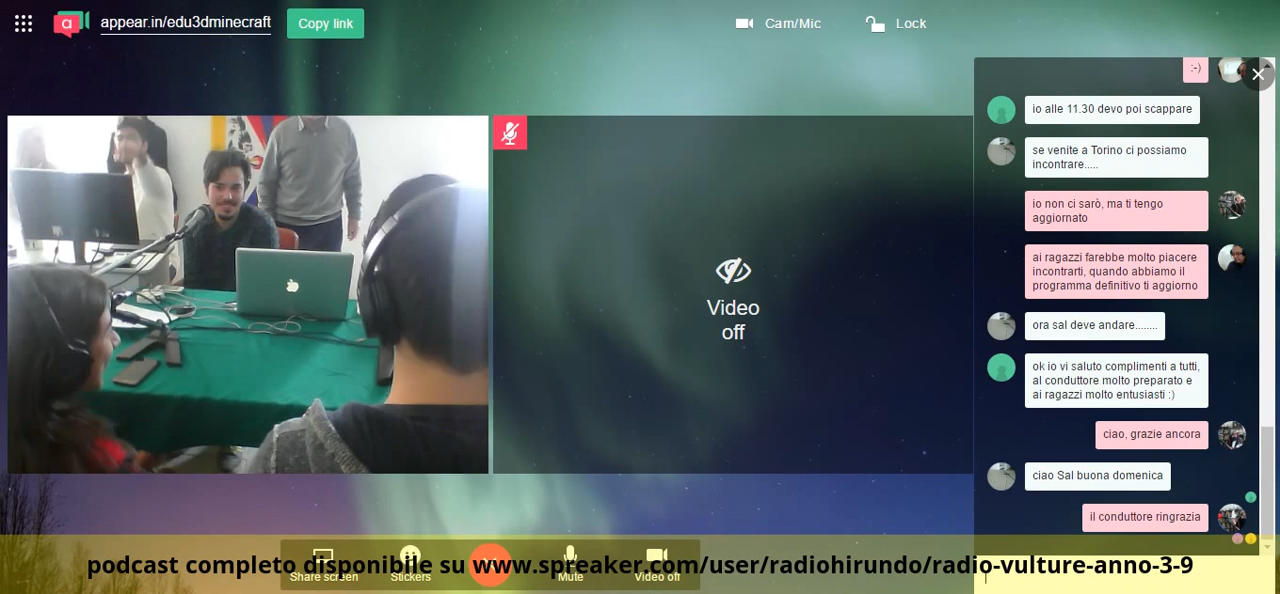 appear.in/edu3dminecraft
Copy link
Cam/Mic
Lock
:-)
io alle 11.30 devo poi scappare
se venite a Torino ci possiamo
incontrare.....
io non ci sarò, ma ti tengo
aggiornato
ai ragazzi farebbe molto piacere
incontrarti, quando abbiamo il
programma definitivo ti aggiorno
ora sal deve andare........
ok io vi saluto complimenti a tutti,
al conduttore molto preparato e
ai ragazzi molto entusiasti :)
ciao, grazie ancora
ciao Sal buona domenica
il conduttore ringrazia
Video
off
podcast completo disponibile su www.spreaker.com/user/radiohirundo/radio-vulture-anno-3-9
Share screen
Stickers
Mute
Video off